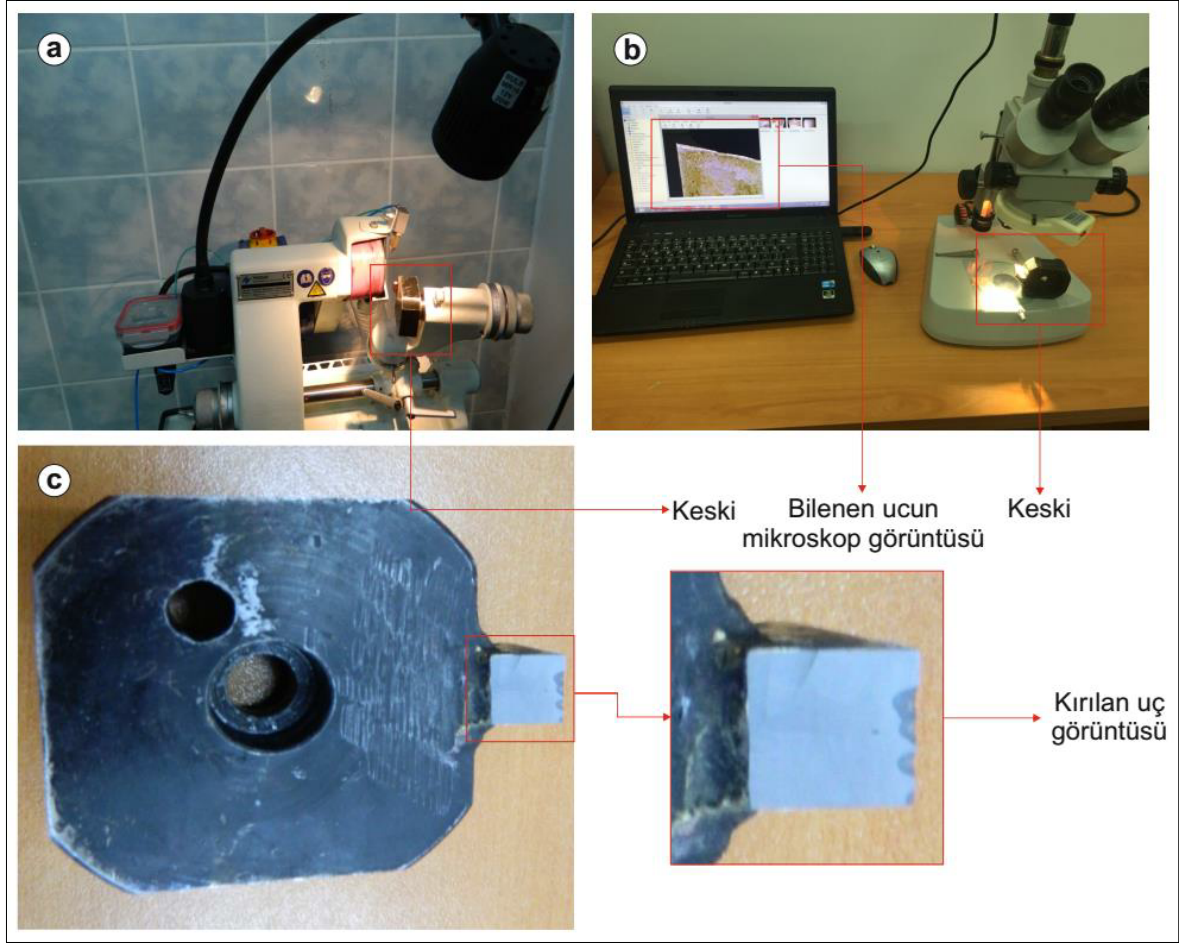 a
b
c
Keski
Bilenen ucun
mikroskop görüntüsü
Keski
Kırılan uç
görüntüsü